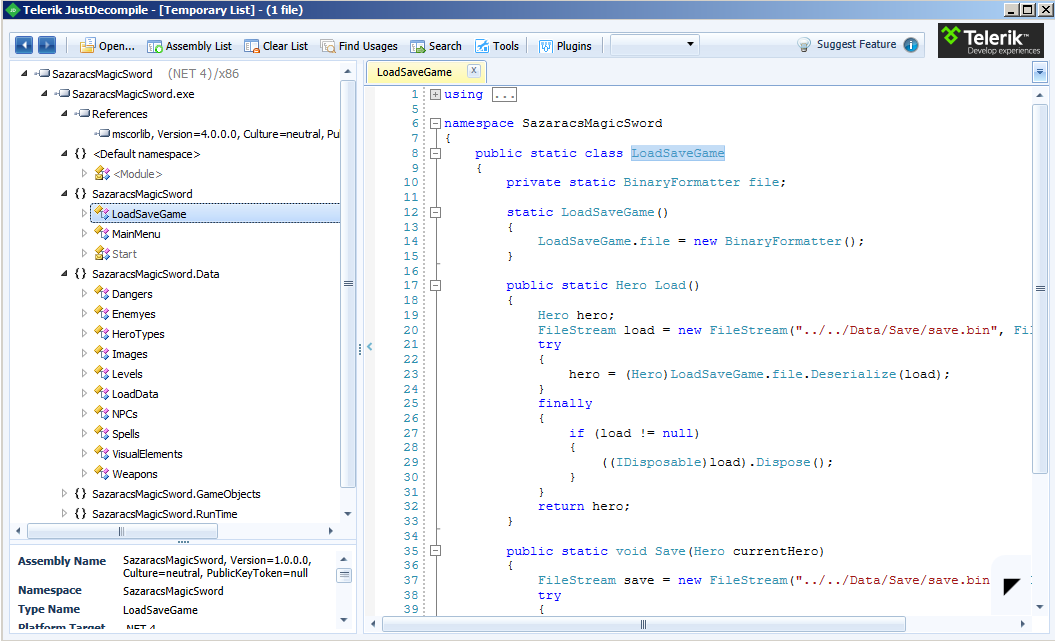 Telerik JustDecompile - [Temporary List] - (1 file)
Open... Assembly List Clear List Find Usages Search Tools Plugins Suggest Feature
Telerik™
Develop experiences
SazaracsMagicSword (NET 4)/x86
SazaracsMagicSword.exe
References
mscorlib, Version=4.0.0.0, Culture=neutral, Pu
{} <Default namespace>
<Module>
{} SazaracsMagicSword
LoadSaveGame
MainMenu
Start
{} SazaracsMagicSword.Data
Dangers
Enemyes
HeroTypes
Images
Levels
LoadData
NPCs
Spells
VisualElements
Weapons
{} SazaracsMagicSword.GameObjects
{} SazaracsMagicSword.RunTime
Assembly Name SazaracsMagicSword, Version=1.0.0.0,
Culture=neutral, PublicKeyToken=null
Namespace SazaracsMagicSword
Type Name LoadSaveGame
Platform Target .NET 4
LoadSaveGame X
1 using ...
5
6 namespace SazaracsMagicSword
7 {
8 public static class LoadSaveGame
9 {
10 private static BinaryFormatter file;
11
12 static LoadSaveGame()
13 {
14 LoadSaveGame.file = new BinaryFormatter();
15 }
16
17 public static Hero Load()
18 {
19 Hero hero;
20 FileStream load = new FileStream("../../Data/Save/save.bin", Fil
21 try
22 {
23 hero = (Hero)LoadSaveGame.file.Deserialize(load);
24 }
25 finally
26 {
27 if (load != null)
28 {
29 ((IDisposable)load).Dispose();
30 }
31 }
32 return hero;
33 }
34
35 public static void Save(Hero currentHero)
36 {
37 FileStream save = new FileStream("../../Data/Save/save.bin
38 try
39 {